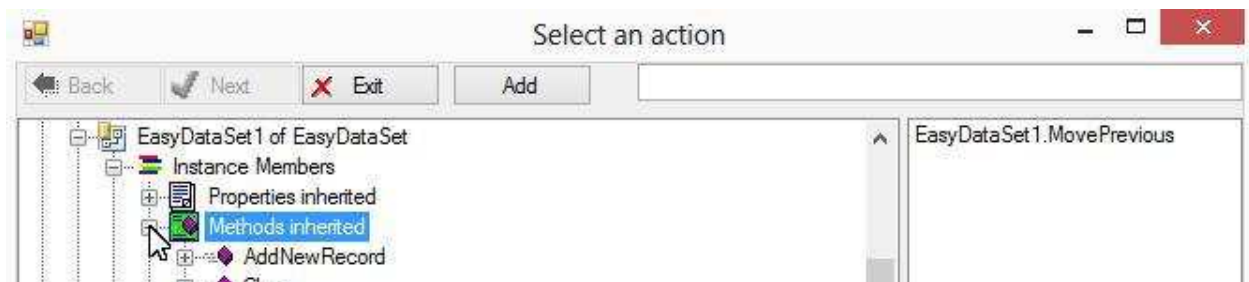 Select an action
Back Next Exit Add
EasyDataSet1 of EasyDataSet
Instance Members
Properties inherited
Methods inherited
AddNewRecord
EasyDataSet1.MovePrevious